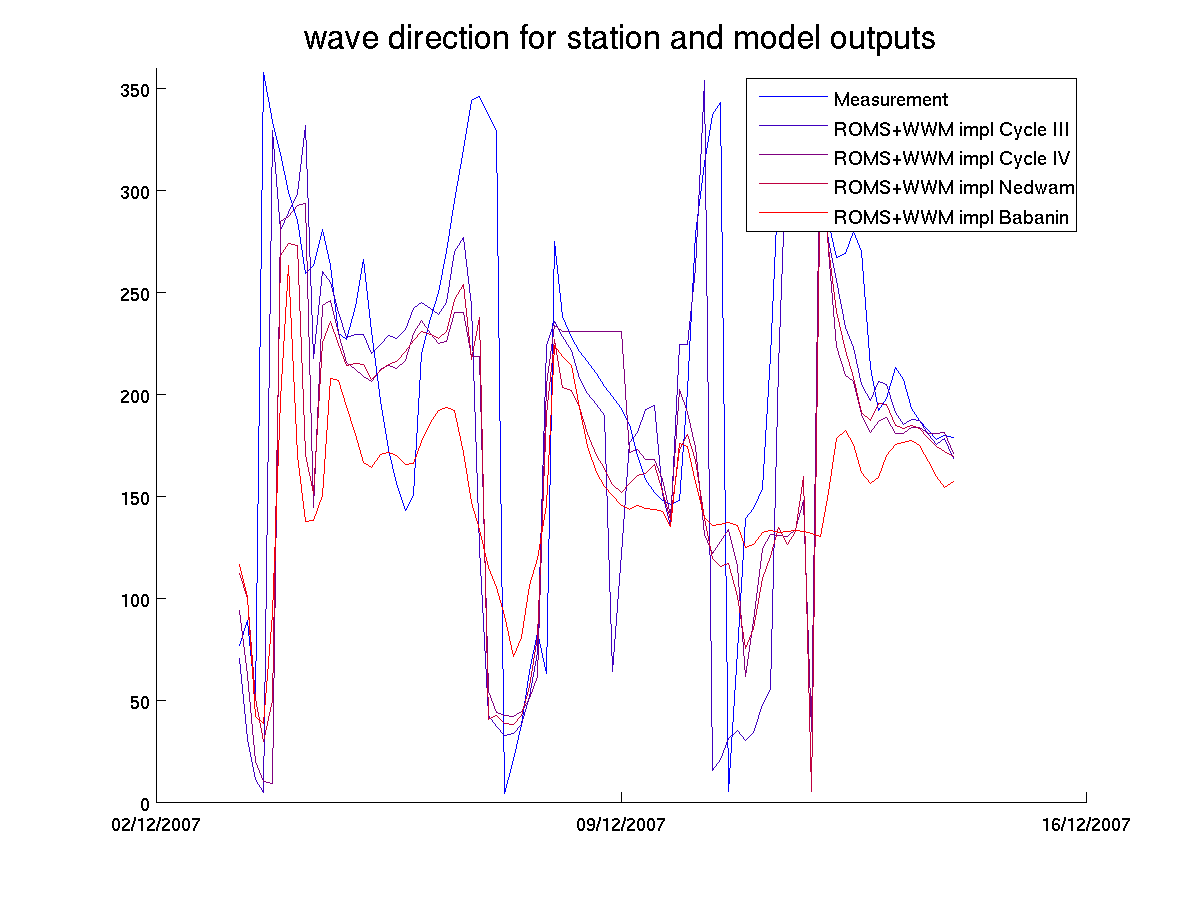 wave direction for station and model outputs
350
300
250
200
150
100
50
0
02/12/2007
09/12/2007
16/12/2007
Measurement
ROMS+WWM impl Cycle III
ROMS+WWM impl Cycle IV
ROMS+WWM impl Nedwam
ROMS+WWM impl Babanin